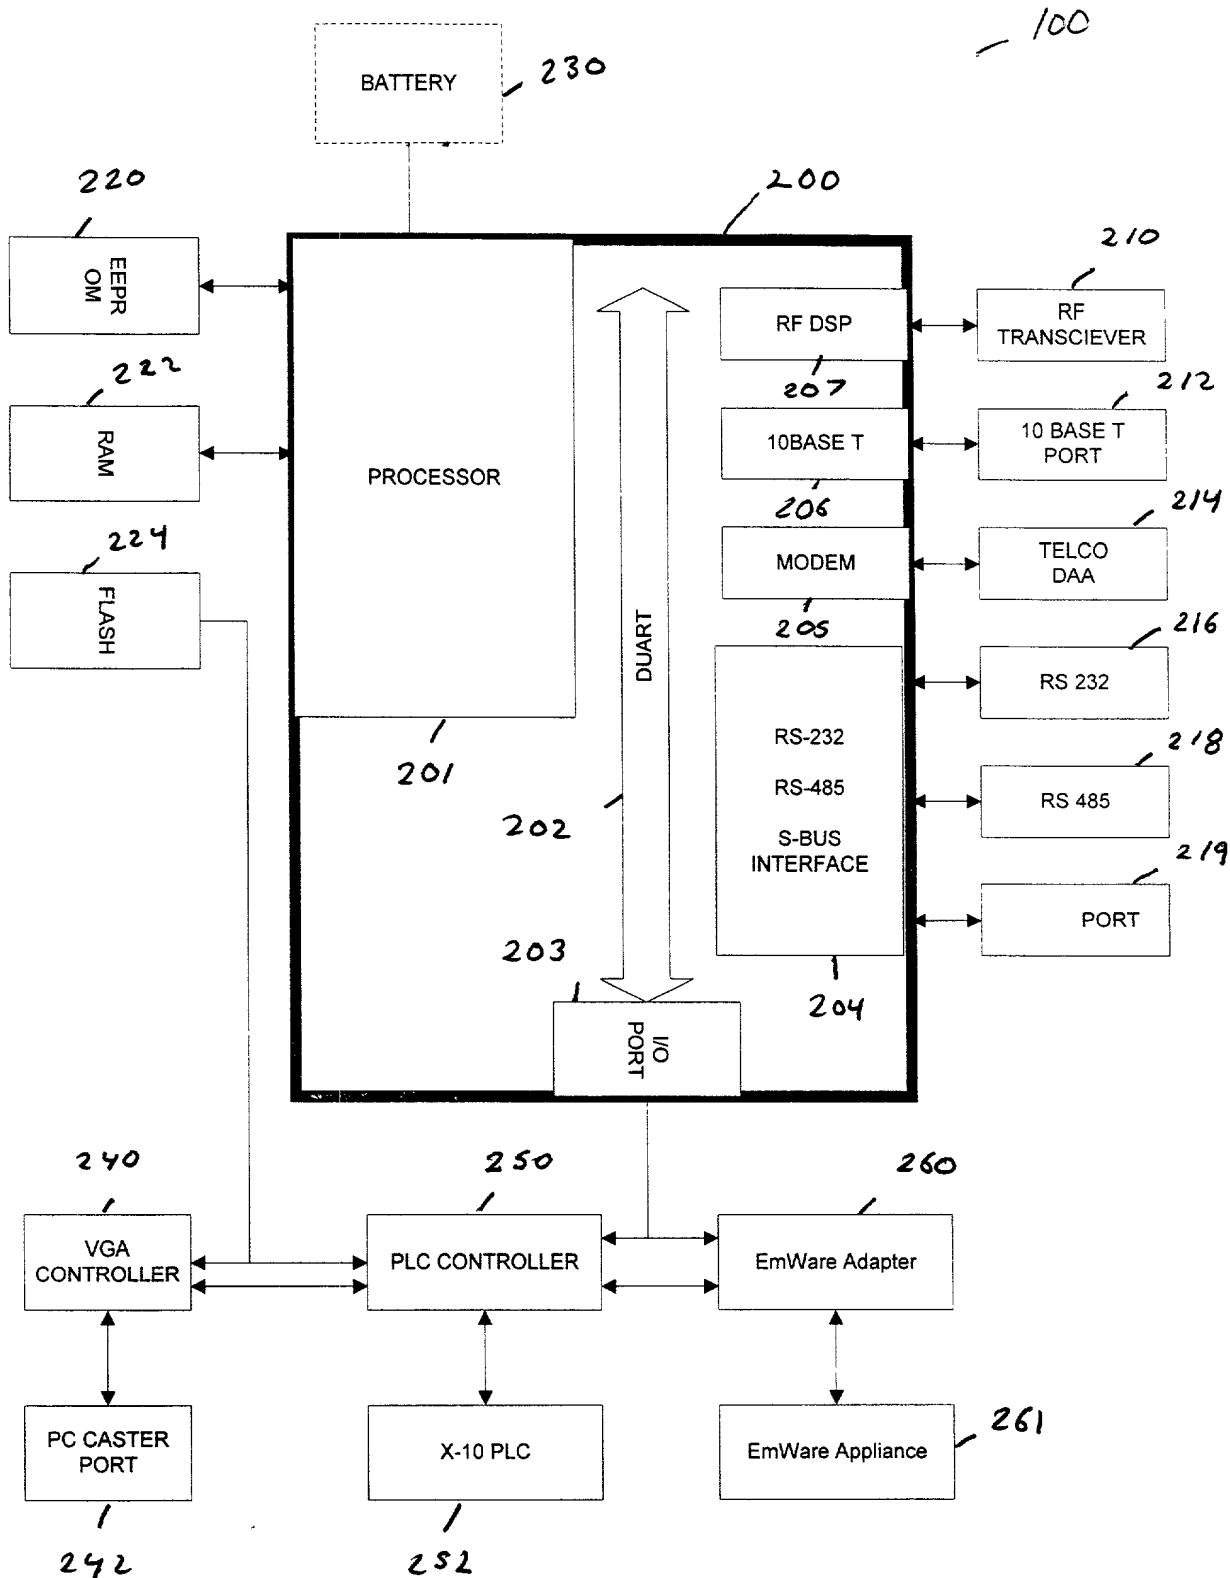 100
BATTERY
230
220
200
210
EEPR
OM
RF DSP
RF
TRANSCIEVER
222
207
212
RAM
PROCESSOR
10BASE T
10 BASE T
PORT
224
206
214
FLASH
MODEM
TELCO
DAA
205
216
DUART
RS 232
201
RS-232
218
202
RS-485
RS 485
S-BUS
INTERFACE
219
PORT
203
204
I/O
PORT
240
250
260
VGA
CONTROLLER
PLC CONTROLLER
EmWare Adapter
PC CASTER
PORT
X-10 PLC
EmWare Appliance
261
242
252